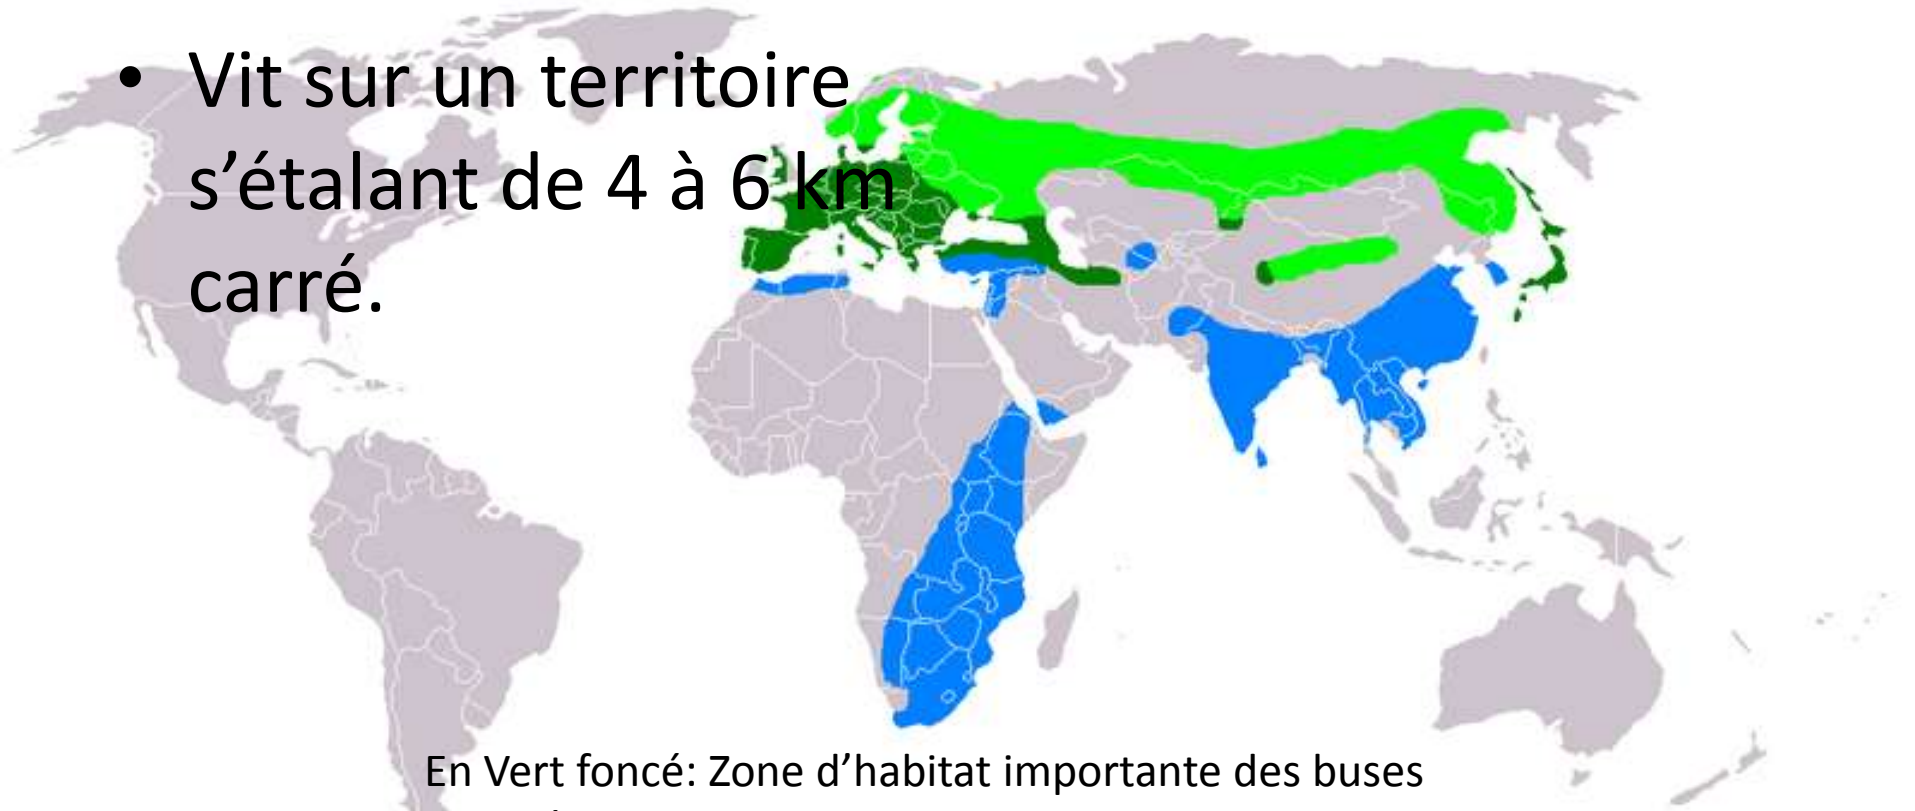 • Vit sur un territoire
s’étalant de 4 à 6 km
carré.
En Vert foncé: Zone d’habitat importante des buses